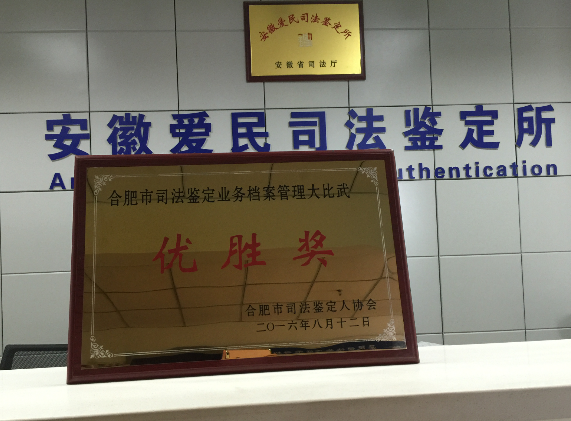 安徽爱民司法鉴定所
安徽省司法厅
安徽爱民司法鉴定所
uthentication
合肥市司法鉴定业务档案管理大比武
优胜奖
合肥市司法鉴定人协会
二〇一六年八月十二日